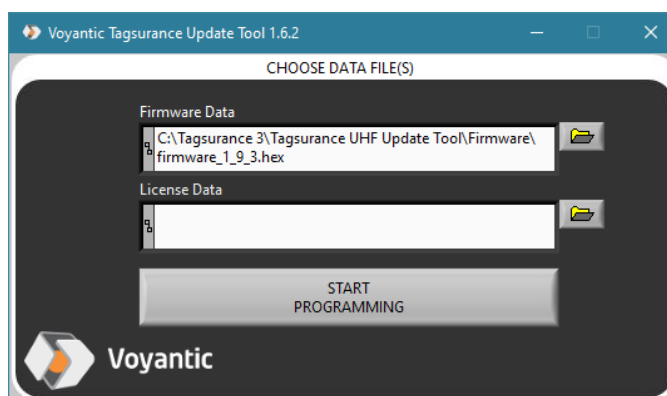 Voyantic Tagsurance Update Tool 1.6.2
CHOOSE DATA FILE(S)
Firmware Data
C:\Tagsurance 3\Tagsurance UHF Update Tool\Firmware\
firmware_1_9_3.hex
License Data
START
PROGRAMMING
Voyantic